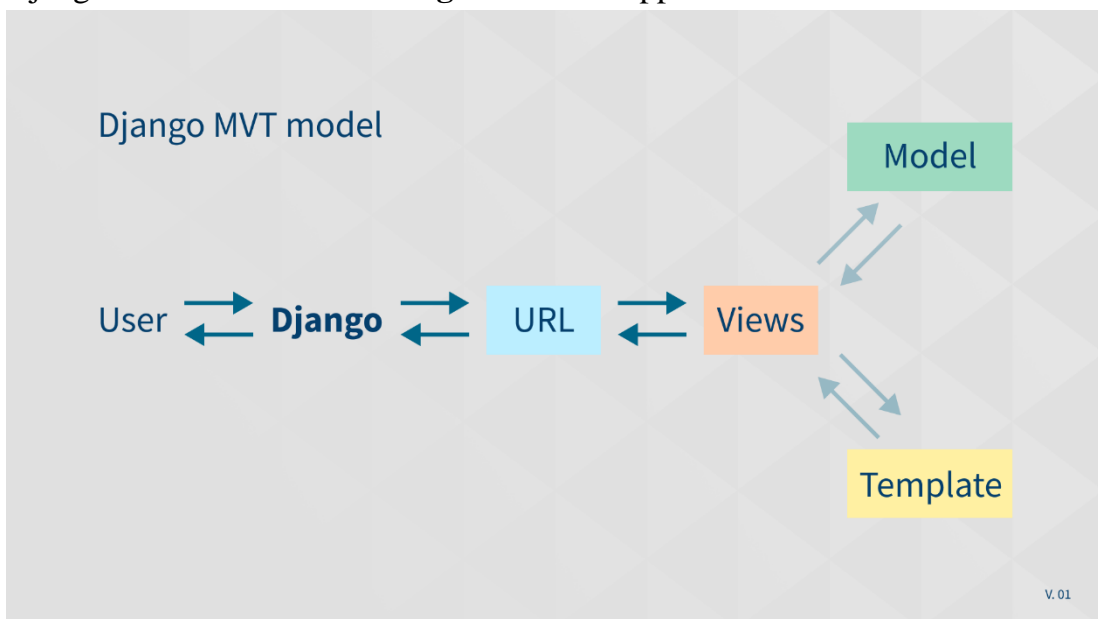 Django MVT model
Model
User Django URL Views
Template
V. 01